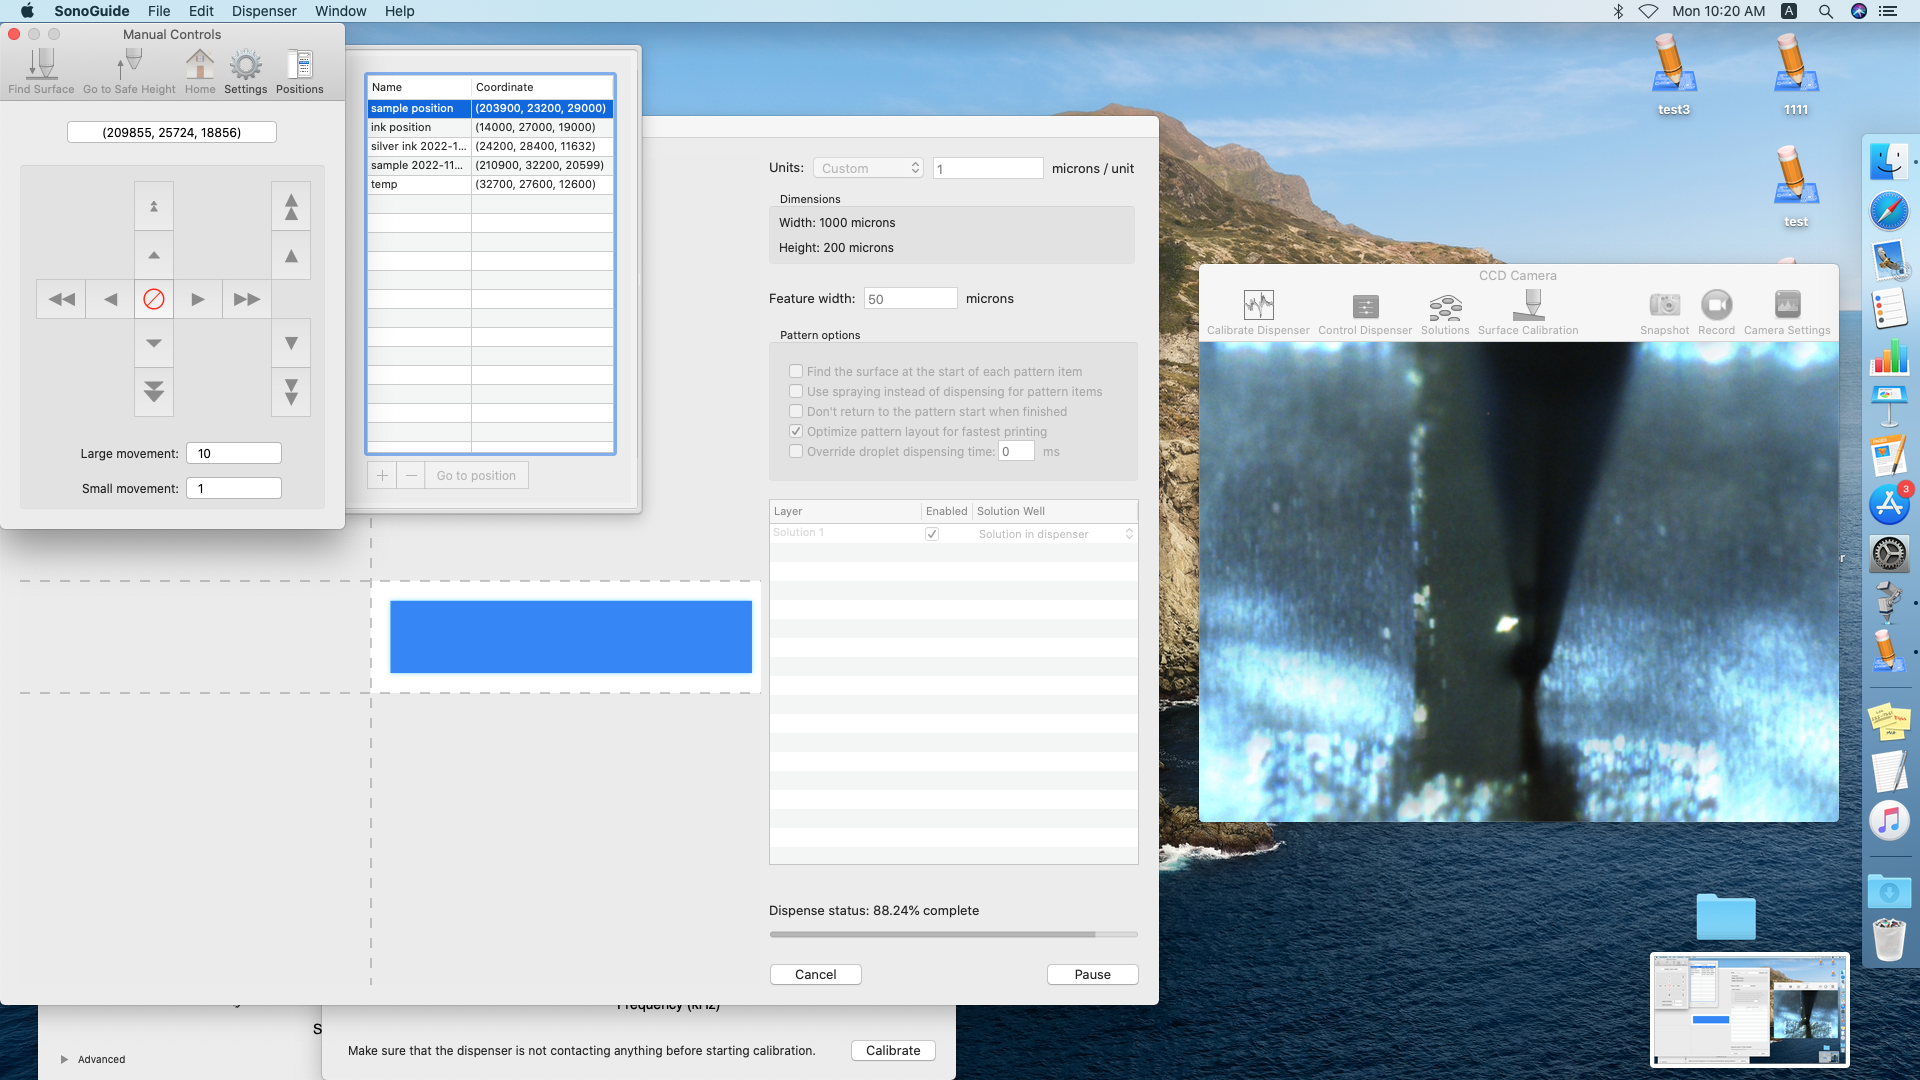 SonoGuide File Edit Dispenser Window Help
Mon 10:20 AM A
Manual Controls
Find Surface Go to Safe Height Home Settings Positions
(209855, 25724, 18856)
Large movement: 10
Small movement: 1
Name Coordinate
sample position (203900, 23200, 29000)
ink position (14000, 27000, 19000)
silver ink 2022-1... (24200, 28400, 11632)
sample 2022-11... (210900, 32200, 20599)
temp (32700, 27600, 12600)
+ − Go to position
Units: Custom 1 microns / unit
Dimensions
Width: 1000 microns
Height: 200 microns
Feature width: 50 microns
Pattern options
Find the surface at the start of each pattern item
Use spraying instead of dispensing for pattern items
Don't return to the pattern start when finished
Optimize pattern layout for fastest printing
Override droplet dispensing time: 0 ms
Layer Enabled Solution Well
Solution 1 Solution in dispenser
Dispense status: 88.24% complete
Cancel Pause
Frequency (kHz)
S
Advanced
Make sure that the dispenser is not contacting anything before starting calibration. Calibrate
test3
1111
test
CCD Camera
Calibrate Dispenser Control Dispenser Solutions Surface Calibration Snapshot Record Camera Settings
3
r